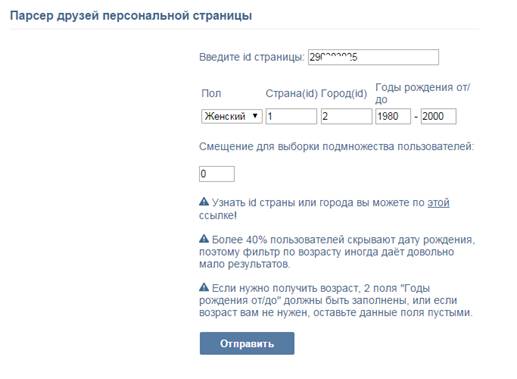 Парсер друзей персональной страницы
Введите id страницы:
Пол Страна(id) Город(id) Годы рождения от/до
Женский 1 2 1980 - 2000
Смещение для выборки подмножества пользователей:
0
Узнать id страны или города вы можете по этой
ссылке!
Более 40% пользователей скрывают дату рождения,
поэтому фильтр по возрасту иногда даёт довольно
мало результатов.
Если нужно получить возраст, 2 поля "Годы
рождения от/до" должны быть заполнены, или если
возраст вам не нужен, оставьте данные поля пустыми.
Отправить